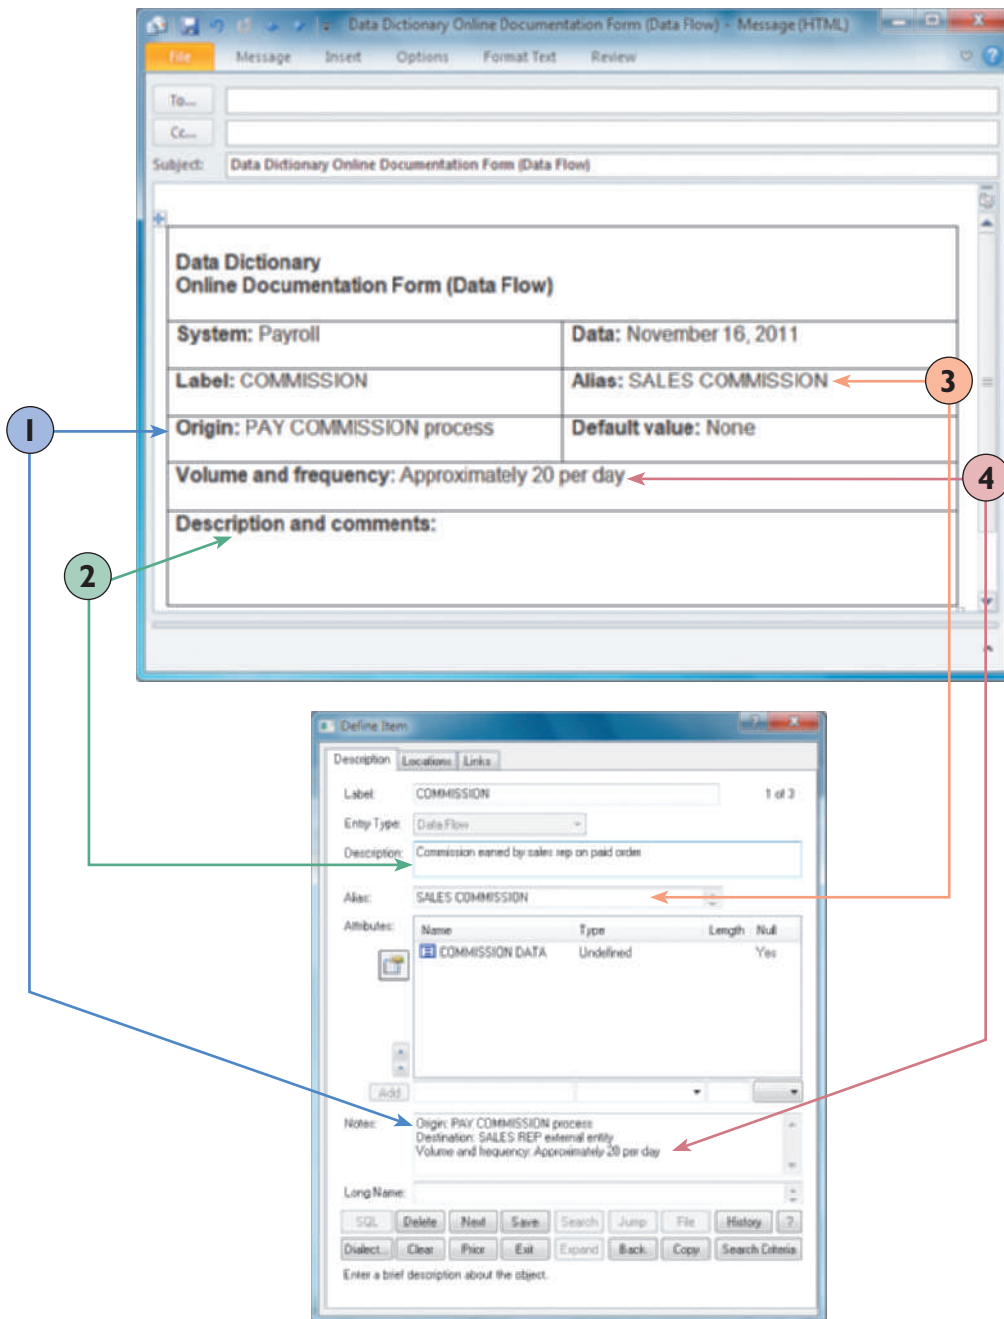 Data Dictionary Online Documentation Form (Data Flow) - Message (HTML)
File Message Insert Options Format Text Review
To...
Cc...
Subject: Data Dictionary Online Documentation Form (Data Flow)
Data Dictionary
Online Documentation Form (Data Flow)
System: Payroll Data: November 16, 2011
Label: COMMISSION Alias: SALES COMMISSION
3
1
Origin: PAY COMMISSION process Default value: None
Volume and frequency: Approximately 20 per day
4
Description and comments:
2
Define Item
Description Locations Links
Label: COMMISSION 1 of 3
Entry Type: Data Flow
Description: Commission earned by sales rep on paid order
Alias: SALES COMMISSION
Attributes: Name Type Length Null
COMMISSION DATA Undefined Yes
Add
Notes: Origin: PAY COMMISSION process
Destination: SALES REP external entity
Volume and frequency: Approximately 20 per day
Long Name:
SQL Delete Next Save Search Jump File History ?
Dialect... Clear Prior Exit Expand Back Copy Search Criteria
Enter a brief description about the object.